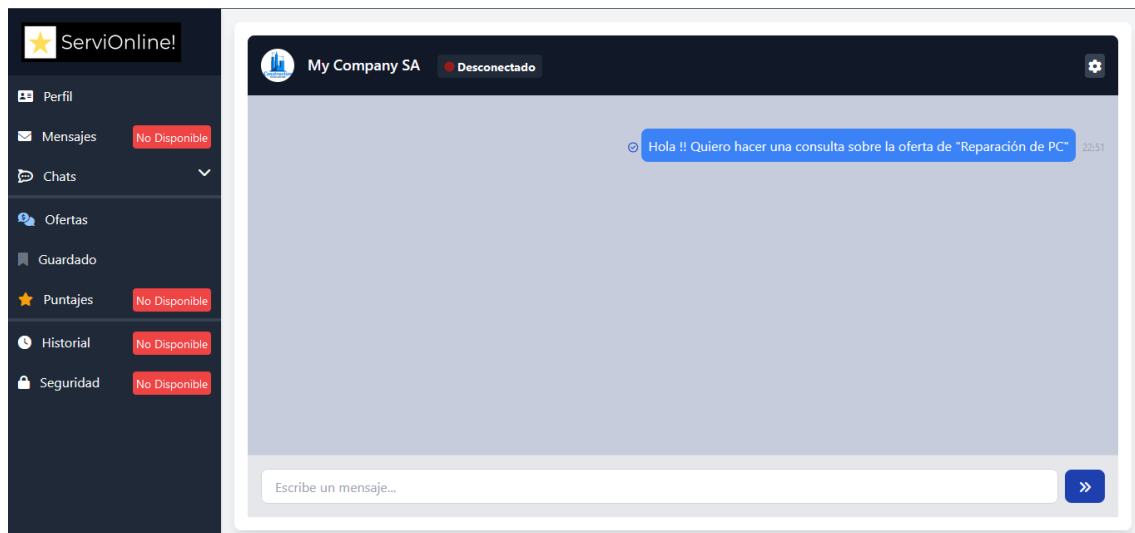 ServiOnline!
Perfil
Mensajes No Disponible
Chats
Ofertas
Guardado
Puntajes No Disponible
Historial No Disponible
Seguridad No Disponible
My Company SA Desconectado
Hola !! Quiero hacer una consulta sobre la oferta de "Reparación de PC" 22:51
Escribe un mensaje...